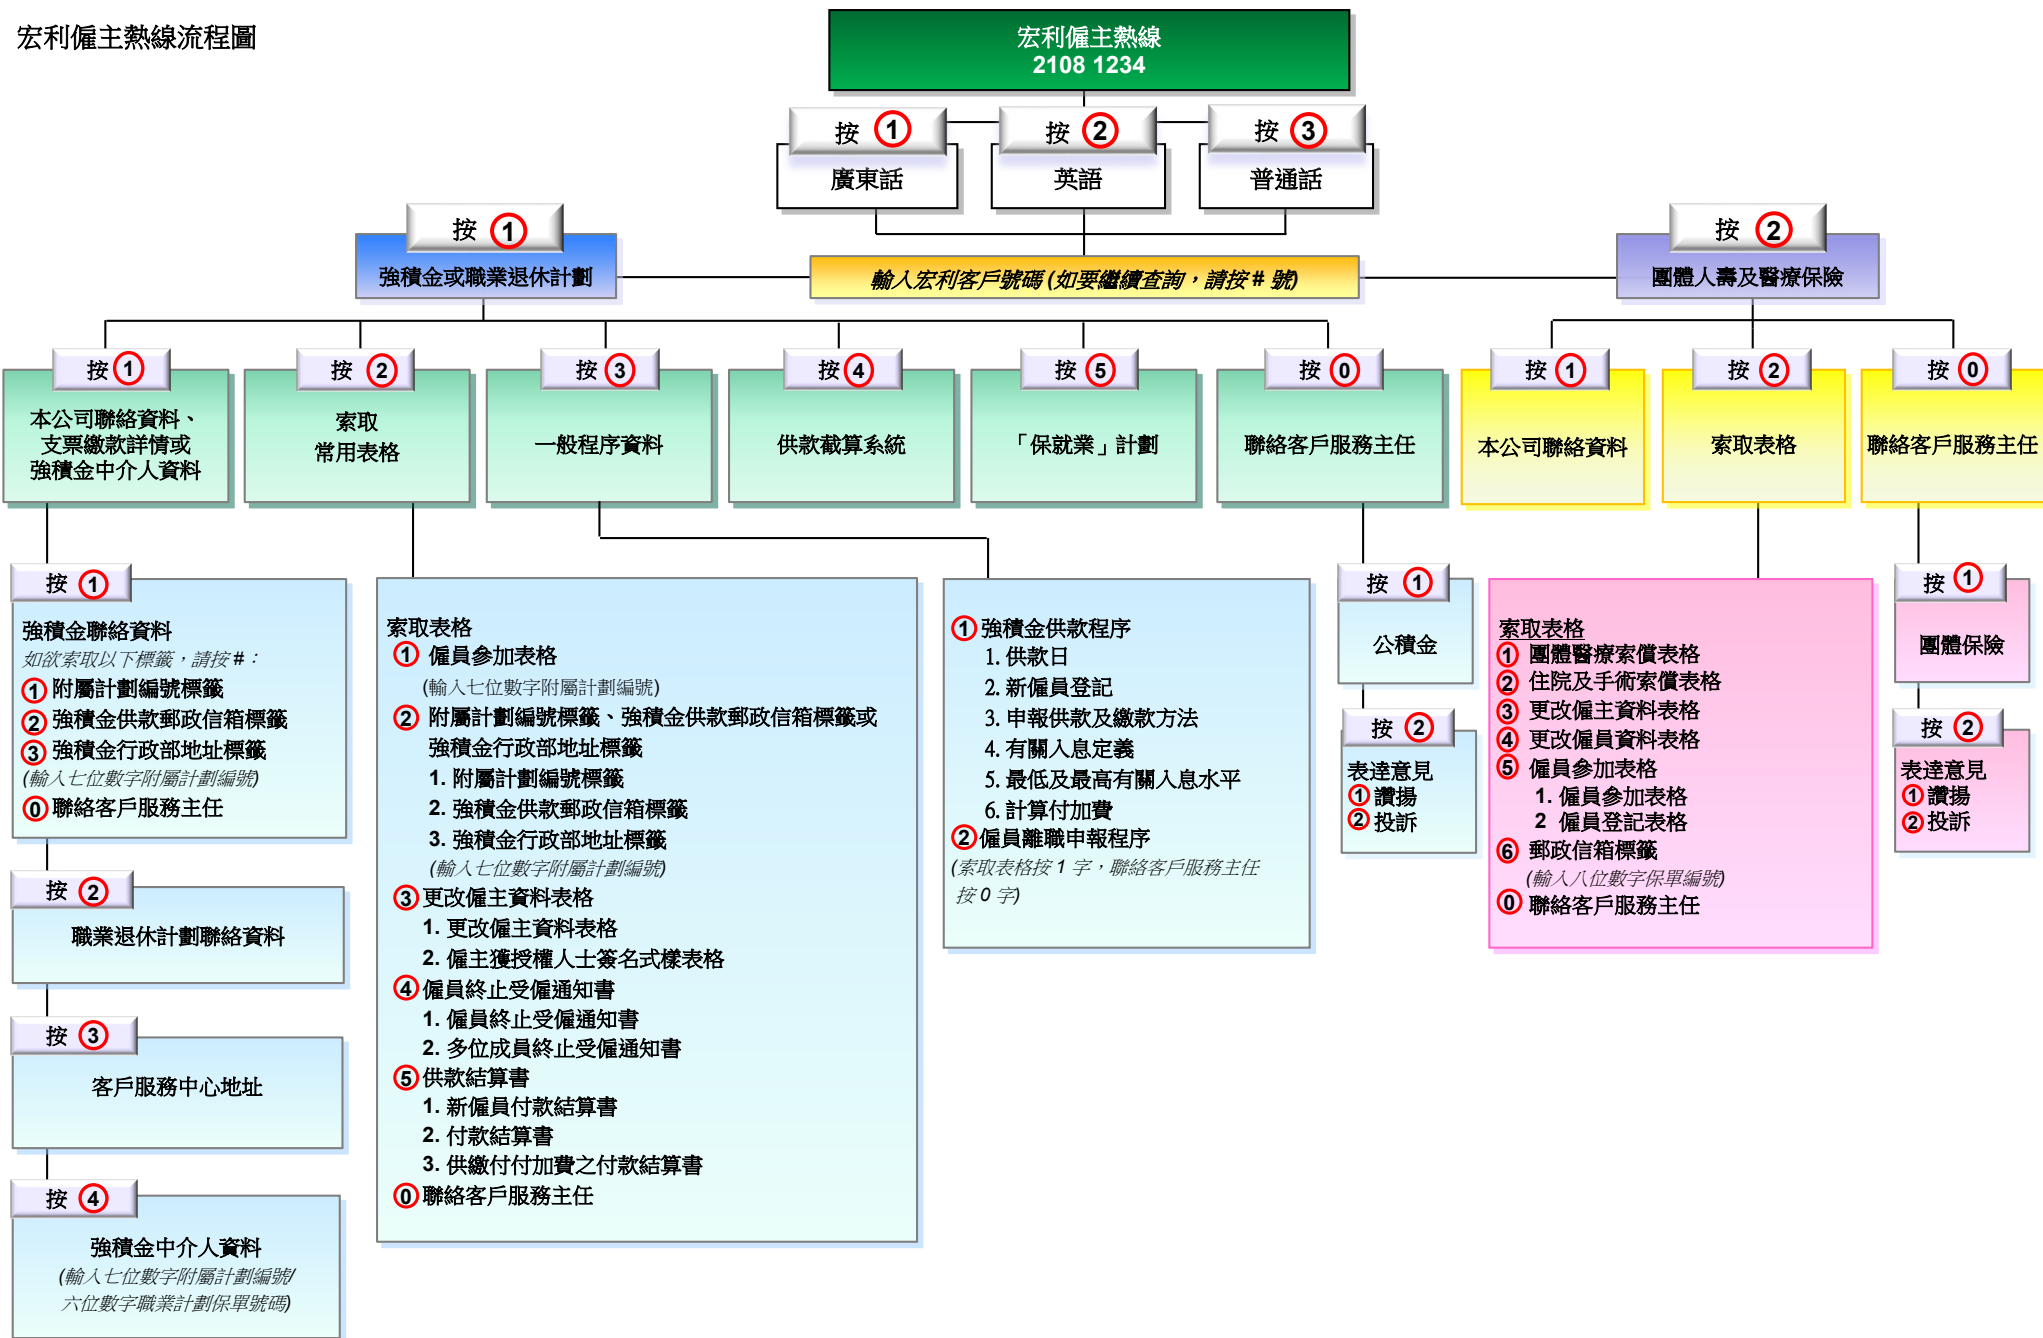 宏利僱主熱線流程圖
宏利僱主熱線
2108 1234
按 1
廣東話
按 2
英語
按 3
普通話
輸入宏利客戶號碼 (如要繼續查詢，請按 # 號)
按 1
強積金或職業退休計劃
按 2
團體人壽及醫療保險
按 1
本公司聯絡資料、
支票繳款詳情或
強積金中介人資料
按 2
索取
常用表格
按 3
一般程序資料
按 4
供款截算系統
按 5
「保就業」計劃
按 0
聯絡客戶服務主任
按 1
本公司聯絡資料
按 2
索取表格
按 0
聯絡客戶服務主任
按 1
強積金聯絡資料
如欲索取以下標籤，請按 #：
1 附屬計劃編號標籤
2 強積金供款郵政信箱標籤
3 強積金行政部地址標籤
(輸入七位數字附屬計劃編號)
0 聯絡客戶服務主任
按 2
職業退休計劃聯絡資料
按 3
客戶服務中心地址
按 4
強積金中介人資料
(輸入七位數字附屬計劃編號/
六位數字職業計劃保單號碼)
索取表格
1 僱員參加表格
(輸入七位數字附屬計劃編號)
2 附屬計劃編號標籤、強積金供款郵政信箱標籤或
強積金行政部地址標籤
1. 附屬計劃編號標籤
2. 強積金供款郵政信箱標籤
3. 強積金行政部地址標籤
(輸入七位數字附屬計劃編號)
3 更改僱主資料表格
1. 更改僱主資料表格
2. 僱主獲授權人士簽名式樣表格
4 僱員終止受僱通知書
1. 僱員終止受僱通知書
2. 多位成員終止受僱通知書
5 供款結算書
1. 新僱員付款結算書
2. 付款結算書
3. 供繳付付加費之付款結算書
0 聯絡客戶服務主任
1 強積金供款程序
1. 供款日
2. 新僱員登記
3. 申報供款及繳款方法
4. 有關入息定義
5. 最低及最高有關入息水平
6. 計算付加費
2 僱員離職申報程序
(索取表格按 1 字，聯絡客戶服務主任
按 0 字)
按 1
公積金
按 2
表達意見
1 讚揚
2 投訴
索取表格
1 團體醫療索償表格
2 住院及手術索償表格
3 更改僱主資料表格
4 更改僱員資料表格
5 僱員參加表格
1. 僱員參加表格
2 僱員登記表格
6 郵政信箱標籤
(輸入八位數字保單編號)
0 聯絡客戶服務主任
按 1
團體保險
按 2
表達意見
1 讚揚
2 投訴